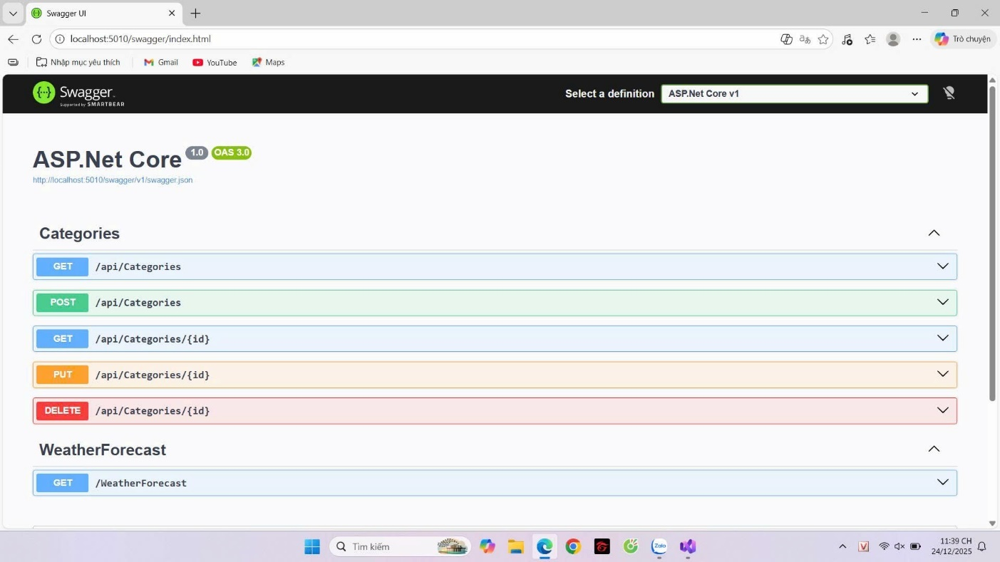 Swagger UI
localhost:5010/swagger/index.html
Trò chuyện
Nhập mục yêu thích
Gmail
YouTube
Maps
Swagger
Supported by SMARTBEAR
Select a definition
ASP.Net Core v1
ASP.Net Core 1.0 OAS 3.0
http://localhost:5010/swagger/v1/swagger.json
Categories
GET /api/Categories
POST /api/Categories
GET /api/Categories/{id}
PUT /api/Categories/{id}
DELETE /api/Categories/{id}
WeatherForecast
GET /WeatherForecast
Tìm kiếm
Zalo
V
11:39 CH
24/12/2025